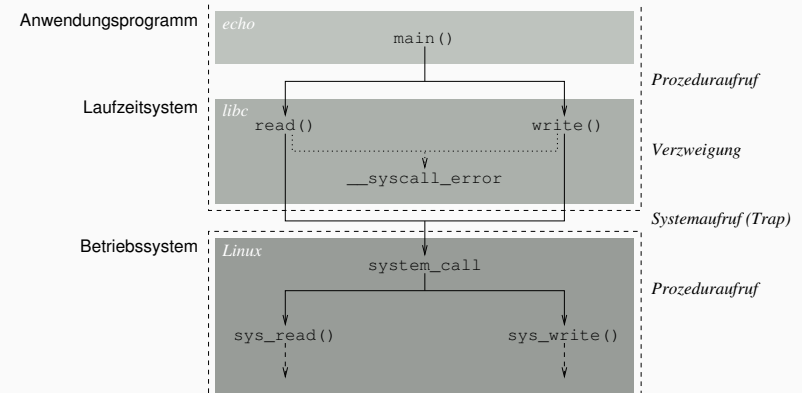 Anwendungsprogramm
echo
main()
Prozeduraufruf
Laufzeitsystem
libc
read() write()
Verzweigung
__syscall_error
Systemaufruf (Trap)
Betriebssystem
Linux
system_call
Prozeduraufruf
sys_read() sys_write()